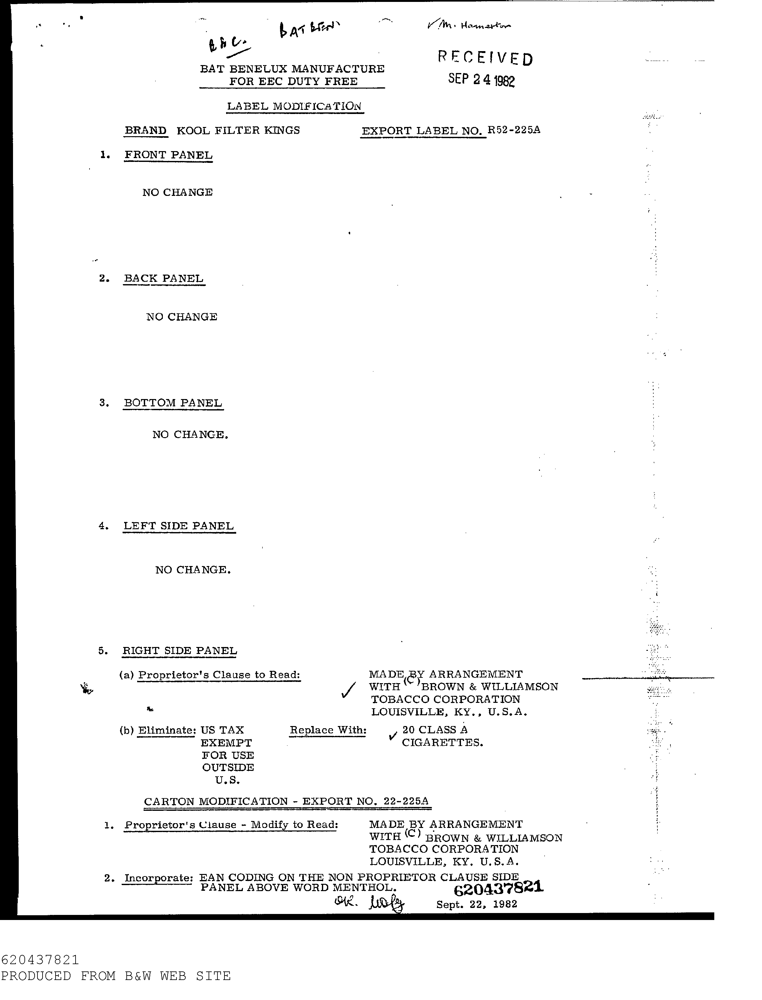 V M. Hamerton
BAT BEN
RECEIVED
SEP 24 1982
BAT BENELUX MANUFACTURE
FOR EEC DUTY FREE
LABEL MODIFICATION
BRAND KOOL FILTER KINGS EXPORT LABEL NO. R52-225A
1. FRONT PANEL
NO CHANGE
2. BACK PANEL
NO CHANGE
3. BOTTOM PANEL
NO CHANGE.
4. LEFT SIDE PANEL
NO CHANGE.
5. RIGHT SIDE PANEL
(a) Proprietor's Clause to Read: MADE BY ARRANGEMENT
✓ WITH (C) BROWN & WILLIAMSON
TOBACCO CORPORATION
LOUISVILLE, KY., U.S.A.
(b) Eliminate: US TAX Replace With: ✓ 20 CLASS A
EXEMPT CIGARETTES.
FOR USE
OUTSIDE
U.S.
CARTON MODIFICATION - EXPORT NO. 22-225A
1. Proprietor's Clause - Modify to Read: MADE BY ARRANGEMENT
WITH (C) BROWN & WILLIAMSON
TOBACCO CORPORATION
LOUISVILLE, KY. U.S.A.
2. Incorporate: EAN CODING ON THE NON PROPRIETOR CLAUSE SIDE
PANEL ABOVE WORD MENTHOL. 620437821
OK. Sept. 22, 1982
620437821
PRODUCED FROM B&W WEB SITE